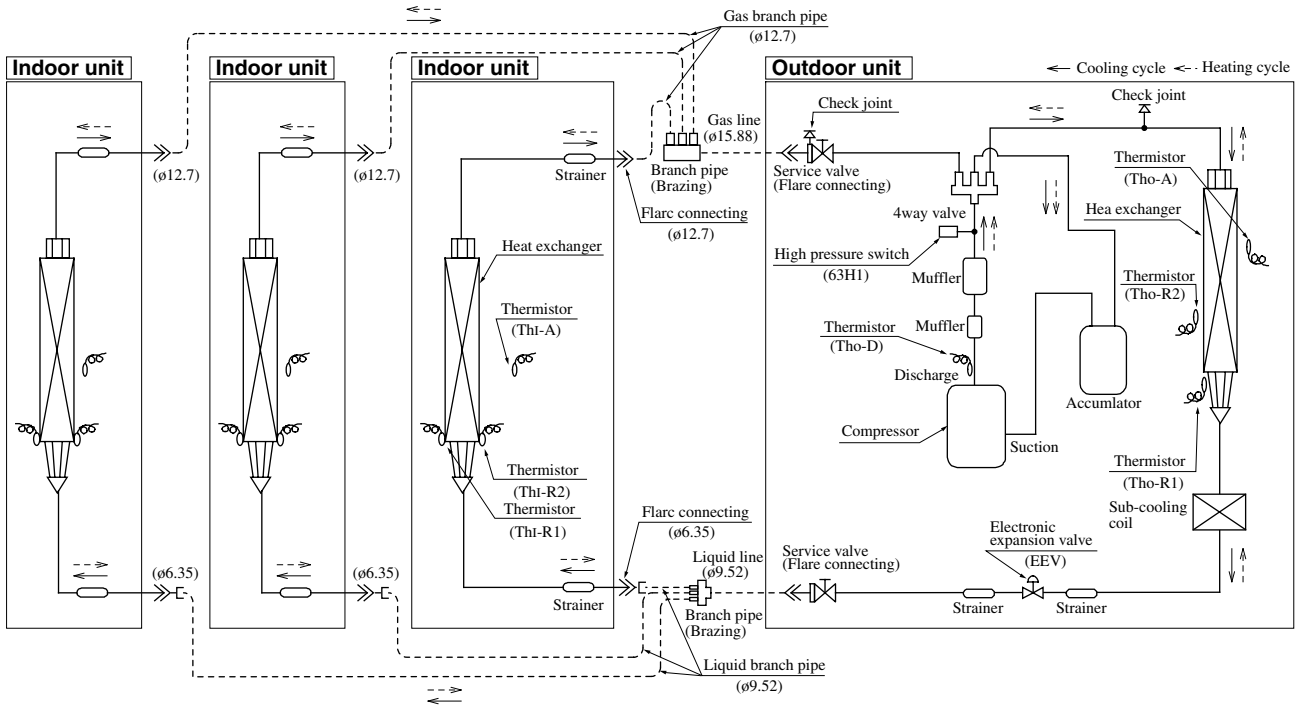 Gas branch pipe
(ø12.7)
Indoor unit
Indoor unit
Indoor unit
Outdoor unit
Cooling cycle
Heating cycle
Check joint
Check joint
Gas line
(ø15.88)
(ø12.7)
(ø12.7)
Strainer
Branch pipe
(Brazing)
Service valve
(Flare connecting)
Thermistor
(Tho-A)
Flarc connecting
(ø12.7)
4way valve
Hea exchanger
Heat exchanger
High pressure switch
(63H1)
Muffler
Thermistor
(Tho-R2)
Thermistor
(ThI-A)
Muffler
Thermistor
(Tho-D)
Discharge
Accumlator
Compressor
Suction
Thermistor
(ThI-R2)
Thermistor
(ThI-R1)
Thermistor
(Tho-R1)
Sub-cooling
coil
Flarc connecting
(ø6.35)
Electronic
expansion valve
(EEV)
Liquid line
(ø9.52)
Service valve
(Flare connecting)
(ø6.35)
(ø6.35)
Strainer
Strainer
Strainer
Branch pipe
(Brazing)
Liquid branch pipe
(ø9.52)